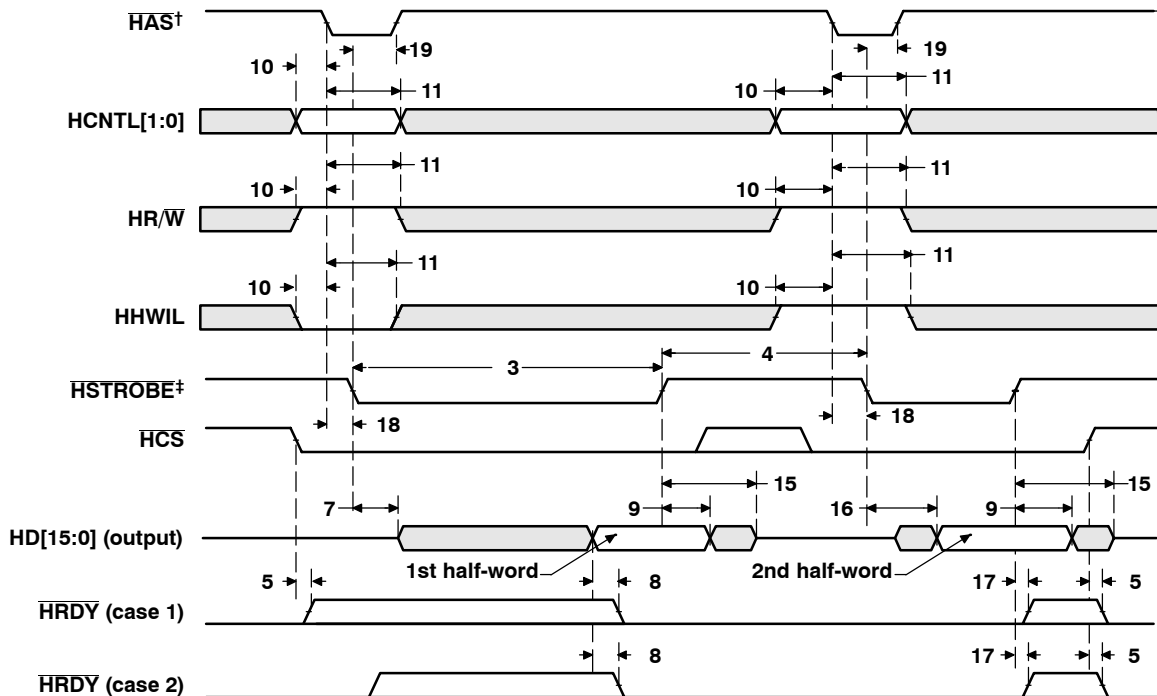 HAS†
19
19
10
11
10
11
HCNTL[1:0]
11
11
10
10
HR/W
11
11
10
10
HHWIL
3
4
HSTROBE‡
18
18
HCS
15
15
7
9
16
9
HD[15:0] (output)
1st half-word
2nd half-word
5
8
17
5
HRDY (case 1)
8
17
5
HRDY (case 2)